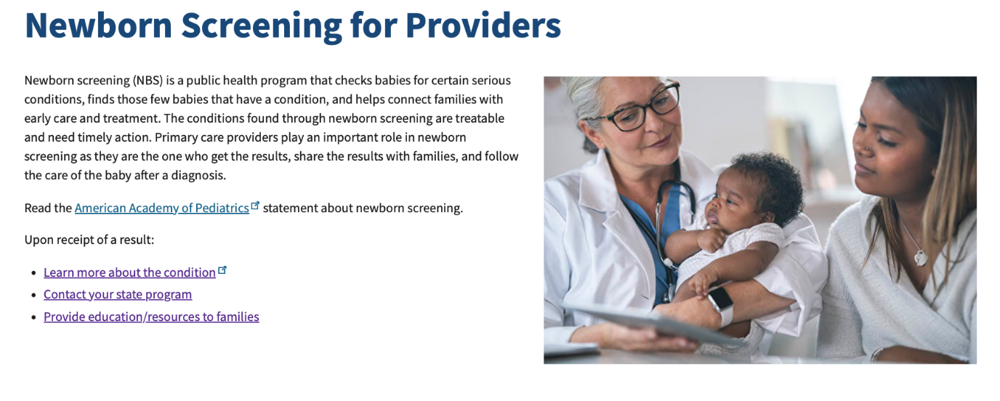 Newborn Screening for Providers
Newborn screening (NBS) is a public health program that checks babies for certain serious
conditions, finds those few babies that have a condition, and helps connect families with
early care and treatment. The conditions found through newborn screening are treatable
and need timely action. Primary care providers play an important role in newborn
screening as they are the one who get the results, share the results with families, and follow
the care of the baby after a diagnosis.
Read the American Academy of Pediatrics statement about newborn screening.
Upon receipt of a result:
• Learn more about the condition
• Contact your state program
• Provide education/resources to families